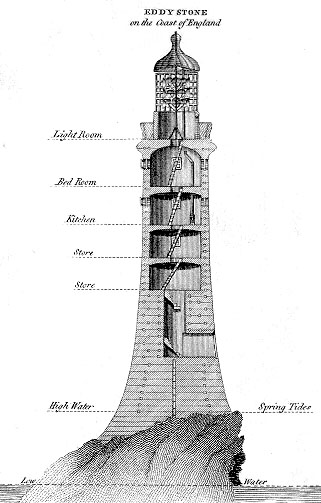 EDDY STONE
on the Coast of England
Light Room
Bed Room
Kitchen
Store
Store
High Water Spring Tides
Low Water